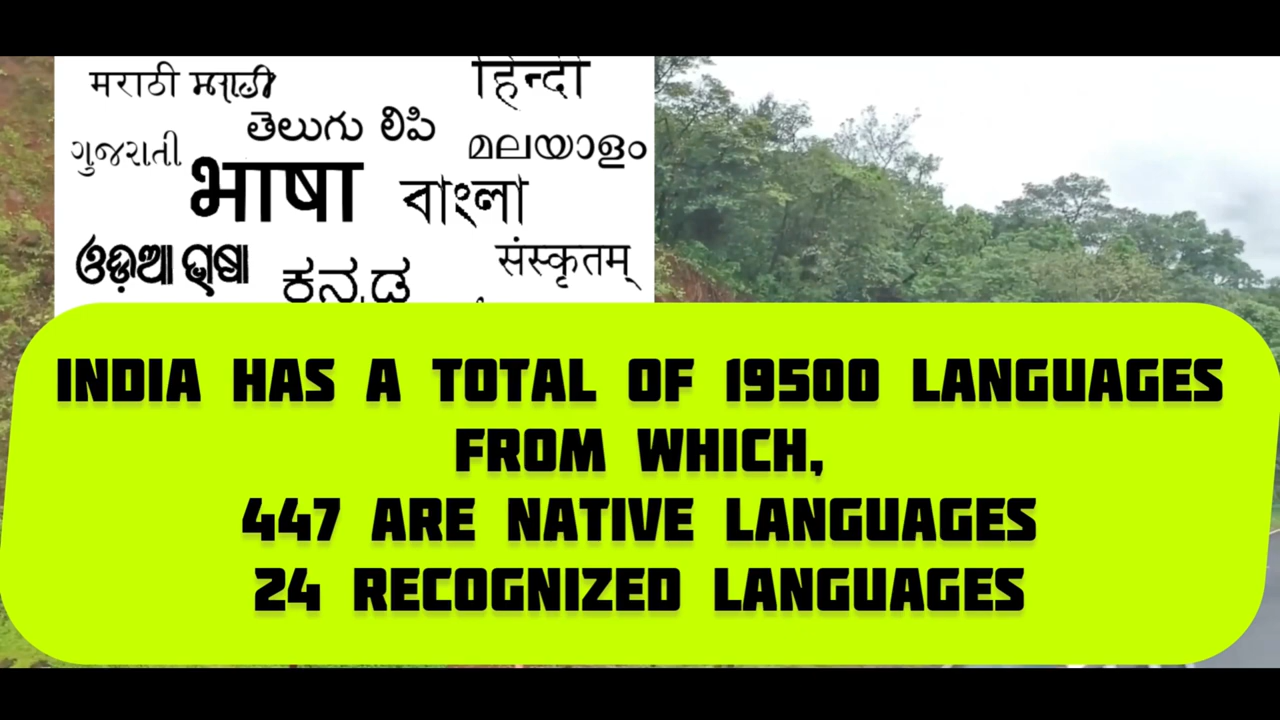 मराठी मराठी
हिन्दी
తెలుగు లిపి
ગુજરાતી
മലയാളം
भाषा
বাংলা
ଓଡ଼ିଆ ଭାଷା
ಕನ್ನಡ
संस्कृतम्
INDIA HAS A TOTAL OF 19500 LANGUAGES
FROM WHICH,
447 ARE NATIVE LANGUAGES
24 RECOGNIZED LANGUAGES